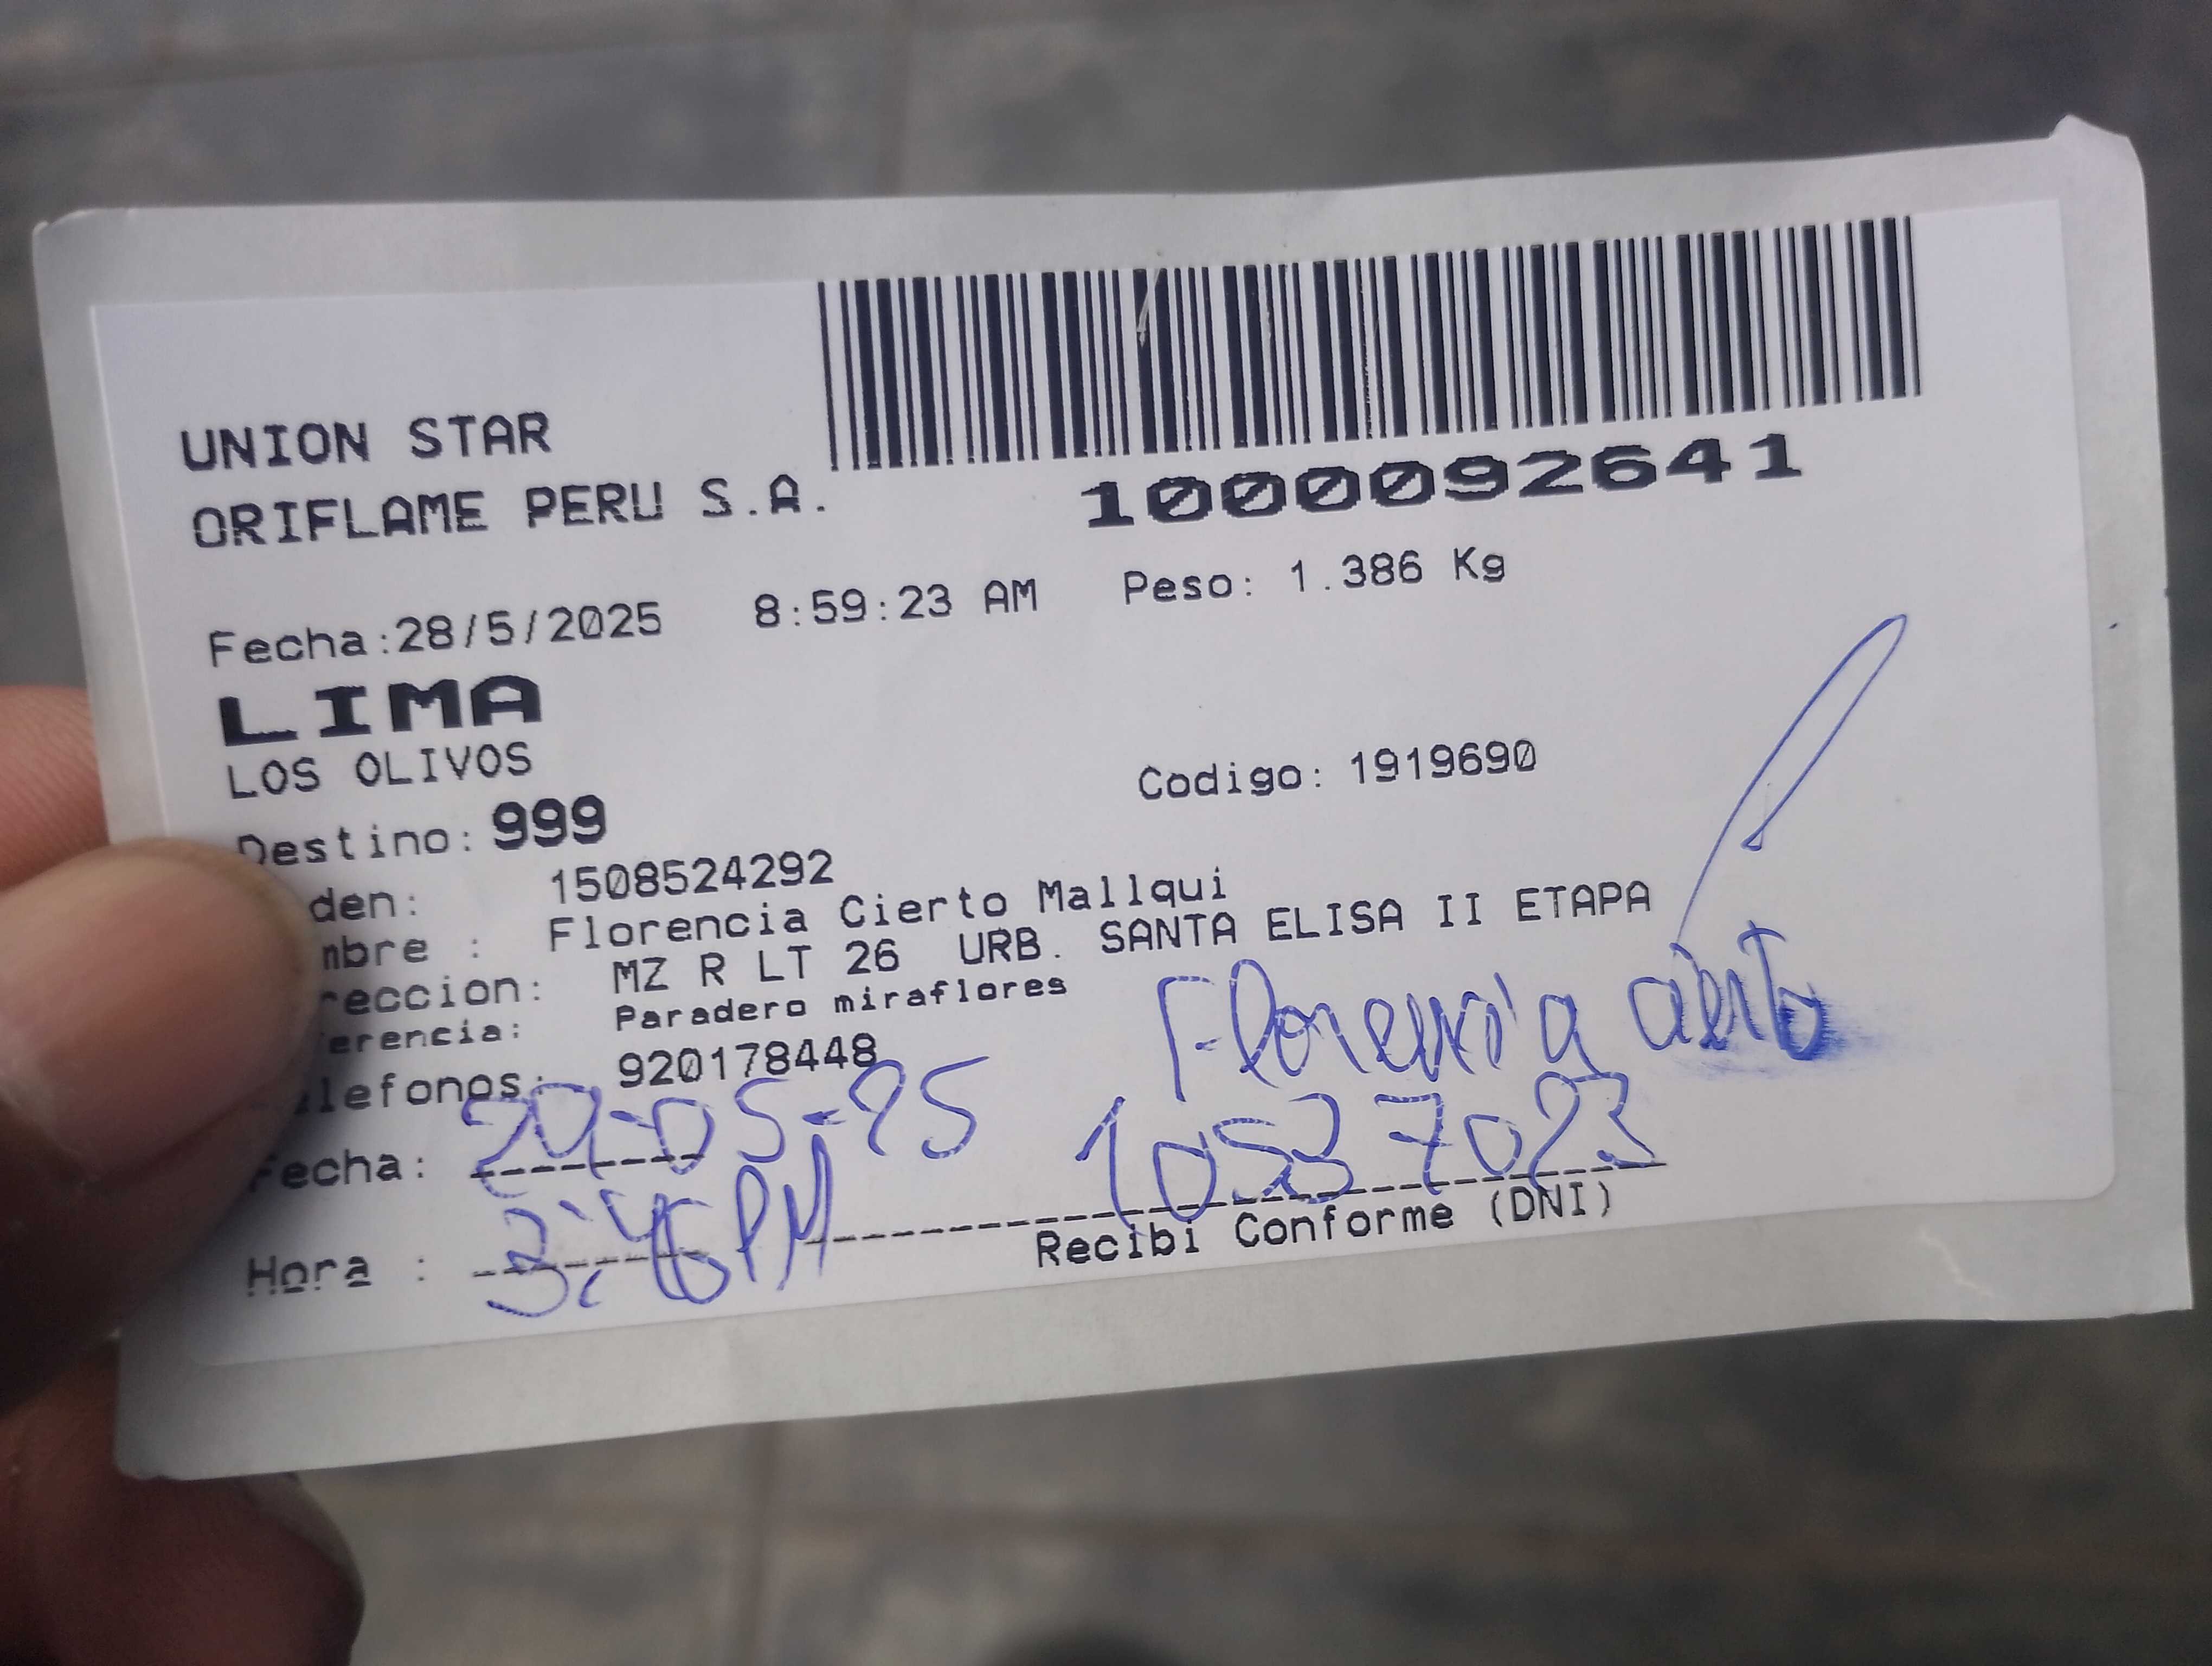 UNION STAR
ORIFLAME PERU S.A.
1000092641
Fecha:28/5/2025 8:59:23 AM Peso: 1.386 Kg
LIMA
LOS OLIVOS
Codigo: 1919690
Destino: 999
den: 1508524292
mbre : Florencia Cierto Mallqui
reccion: MZ R LT 26 URB. SANTA ELISA II ETAPA
erencia: Paradero miraflores
lefonos: 920178448
Florencia cierto
Fecha: 29-05-25
10537023
Hora : 3:46 PM
Recibi Conforme (DNI)